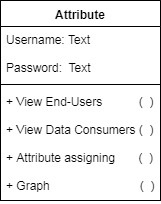 Attribute
Username: Text
Password: Text
+ View End-Users ( )
+ View Data Consumers ( )
+ Attribute assigning ( )
+ Graph ( )